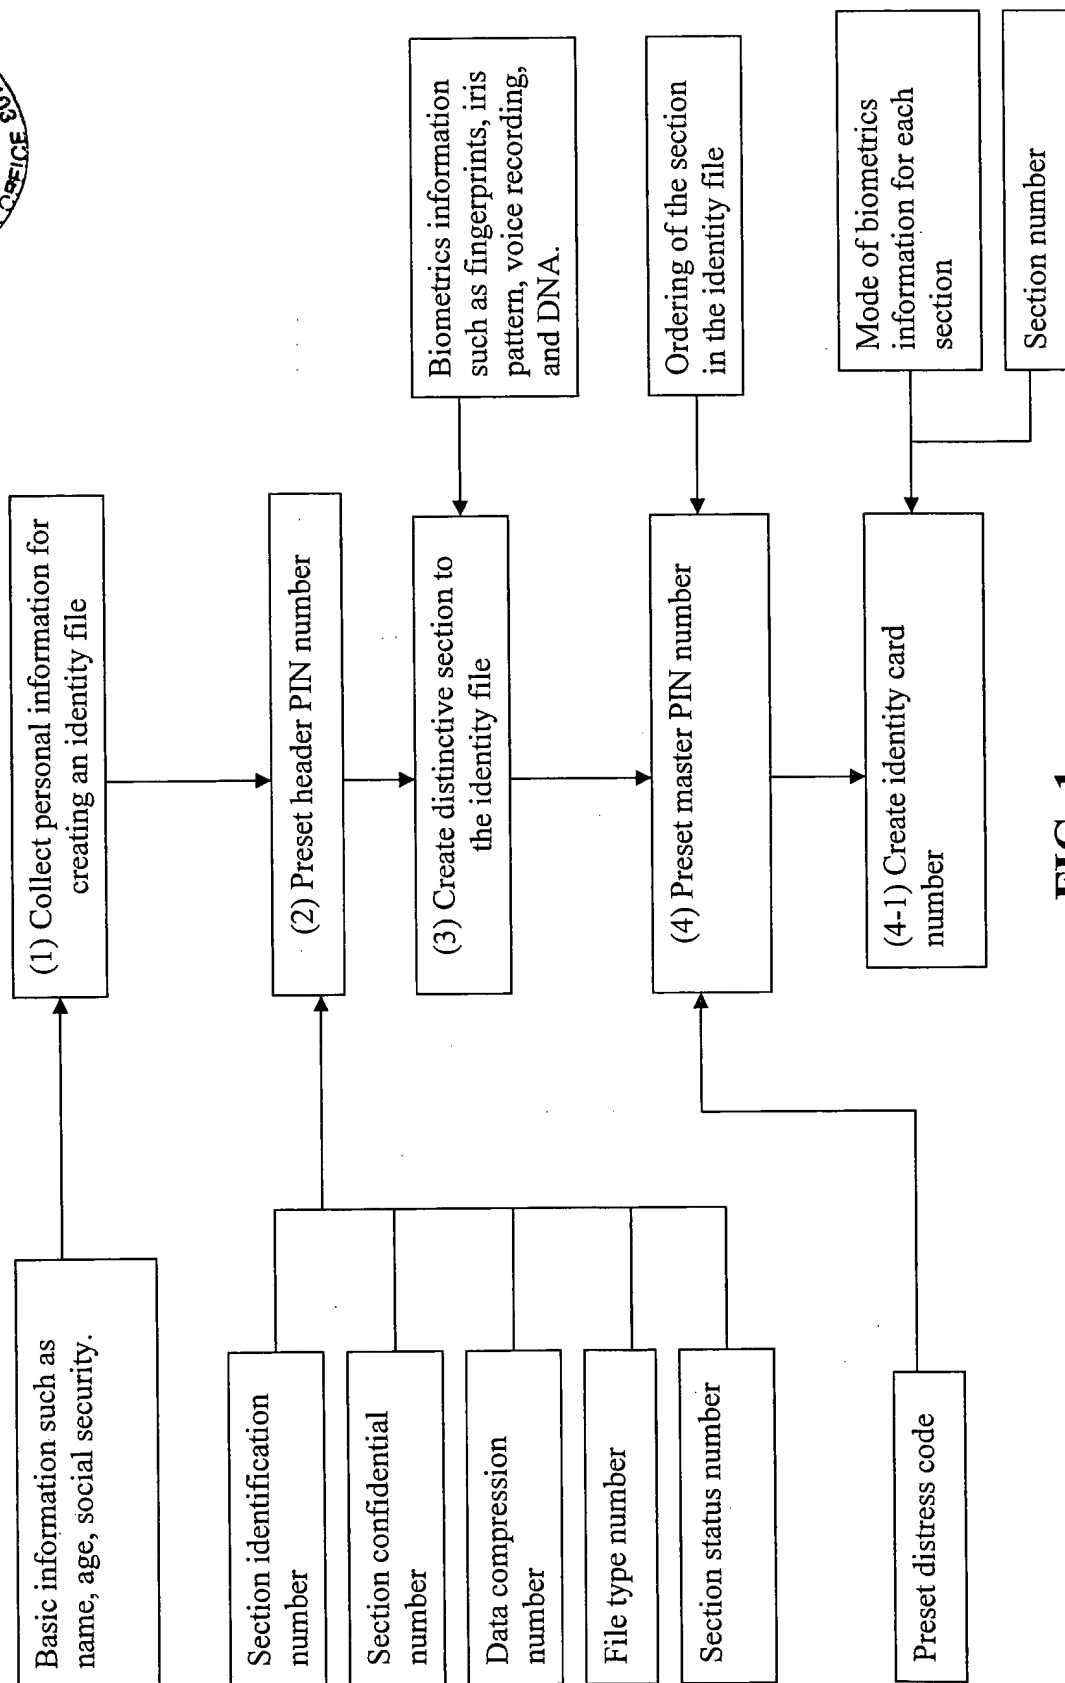 OFFICE
Basic information such as
name, age, social security.
(1) Collect personal information for
creating an identity file
Section identification
number
Section confidential
number
Data compression
number
File type number
Section status number
(2) Preset header PIN number
(3) Create distinctive section to
the identity file
Biometrics information
such as fingerprints, iris
pattern, voice recording,
and DNA.
Preset distress code
(4) Preset master PIN number
Ordering of the section
in the identity file
(4-1) Create identity card
number
Mode of biometrics
information for each
section
Section number
FIG. 1